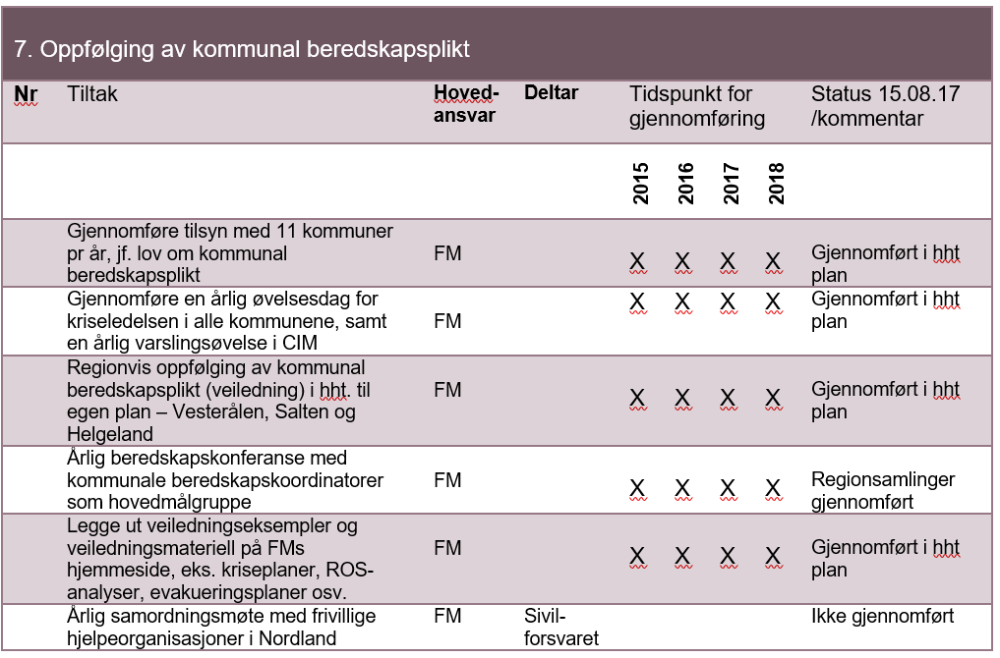 7. Oppfølging av kommunal beredskapsplikt
Nr Tiltak Hoved- Deltar Tidspunkt for Status 15.08.17
ansvar gjennomføring /kommentar
2015 2016 2017 2018
Gjennomføre tilsyn med 11 kommuner
pr år, jf. lov om kommunal FM X X X X Gjennomført i hht
beredskapsplikt plan
Gjennomføre en årlig øvelsesdag for X X X X Gjennomført i hht
kriseledelsen i alle kommunene, samt FM plan
en årlig varslingsøvelse i CIM
Regionvis oppfølging av kommunal
beredskapsplikt (veiledning) i hht. til FM X X X X Gjennomført i hht
egen plan – Vesterålen, Salten og plan
Helgeland
Årlig beredskapskonferanse med
kommunale beredskapskoordinatorer FM X X X X Regionsamlinger
som hovedmålgruppe gjennomført
Legge ut veiledningseksempler og
veiledningsmateriell på FMs FM X X X X Gjennomført i hht
hjemmeside, eks. kriseplaner, ROS- plan
analyser, evakueringsplaner osv.
Årlig samordningsmøte med frivillige FM Sivil- Ikke gjennomført
hjelpeorganisasjoner i Nordland forsvaret